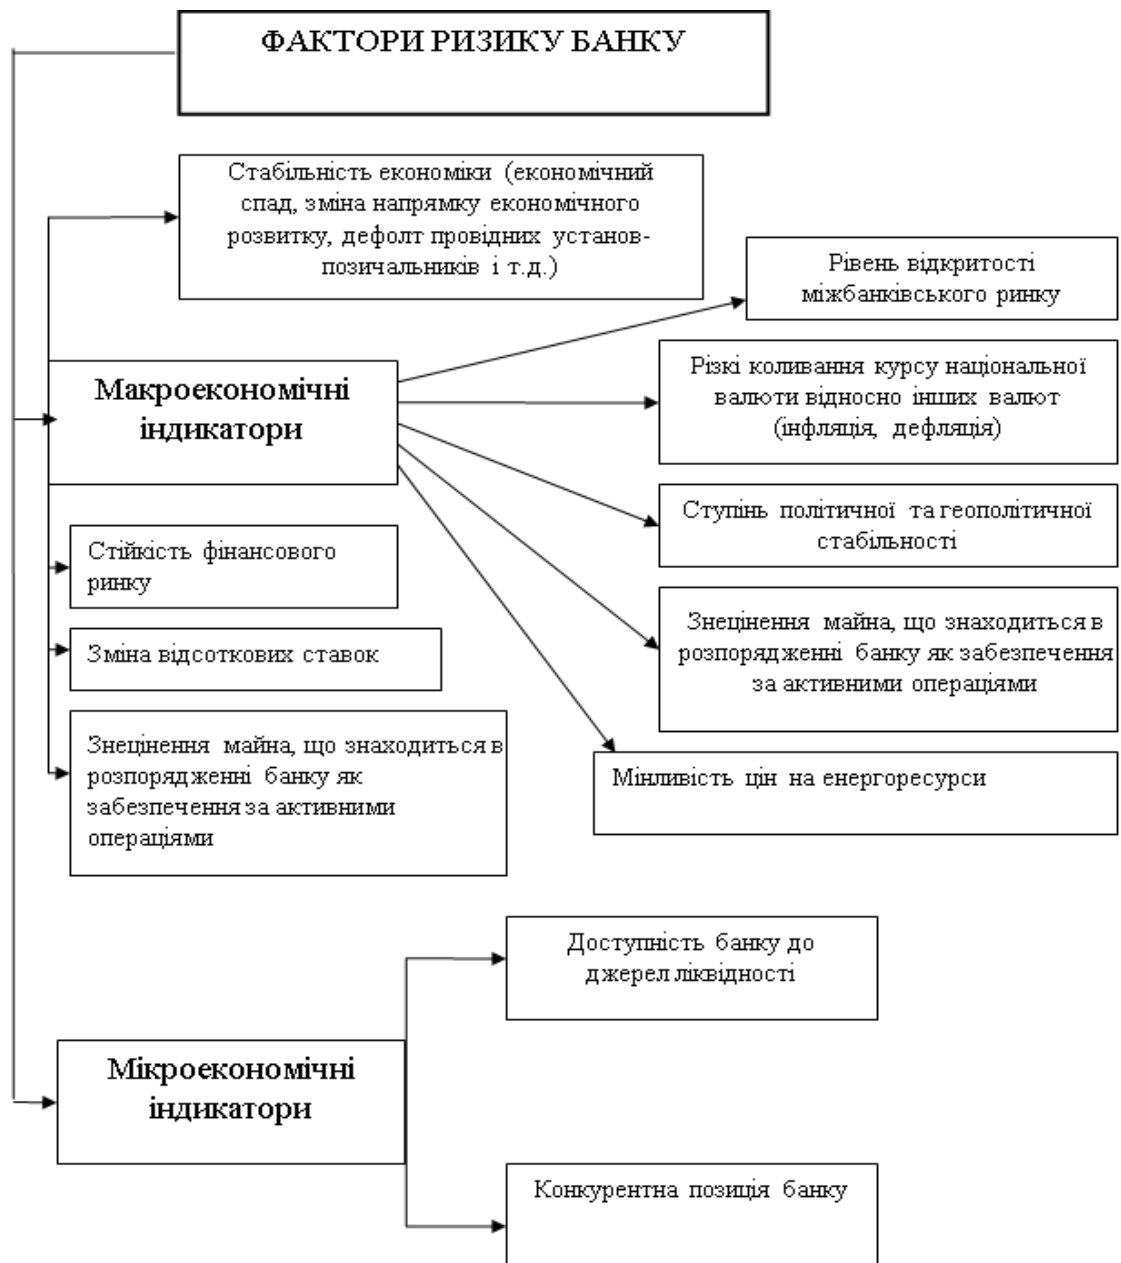 ФАКТОРИ РИЗИКУ БАНКУ
Стабільність економіки (економічний
спад, зміна напрямку економічного
розвитку, дефолт провідних установ-
позичальників і т.д.)
Рівень відкритості
міжбанківського ринку
Макроекономічні
індикатори
Різкі коливання курсу національної
валюти відносно інших валют
(інфляція, дефляція)
Ступінь політичної та геополітичної
стабільності
Стійкість фінансового
ринку
Знецінення майна, що знаходиться в
розпорядженні банку як забезпечення
за активними операціями
Зміна відсоткових ставок
Знецінення майна, що знаходиться в
розпорядженні банку як
забезпечення за активними
операціями
Мінливість цін на енергоресурси
Доступність банку до
джерел ліквідності
Мікроекономічні
індикатори
Конкурентна позиція банку